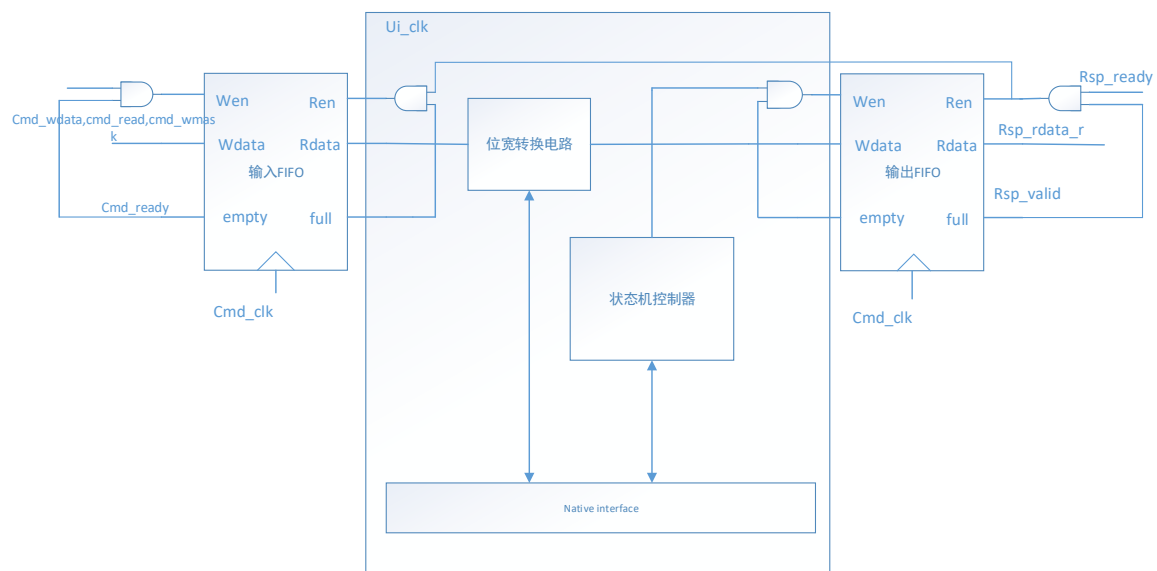 Ui_clk
Rsp_ready
Wen
Ren
Wen
Ren
Cmd_wdata,cmd_read,cmd_wmas
k
Wdata
Rdata
位宽转换电路
Wdata
Rdata
Rsp_rdata_r
输入FIFO
输出FIFO
Cmd_ready
empty
full
empty
full
Rsp_valid
状态机控制器
Cmd_clk
Cmd_clk
Native interface